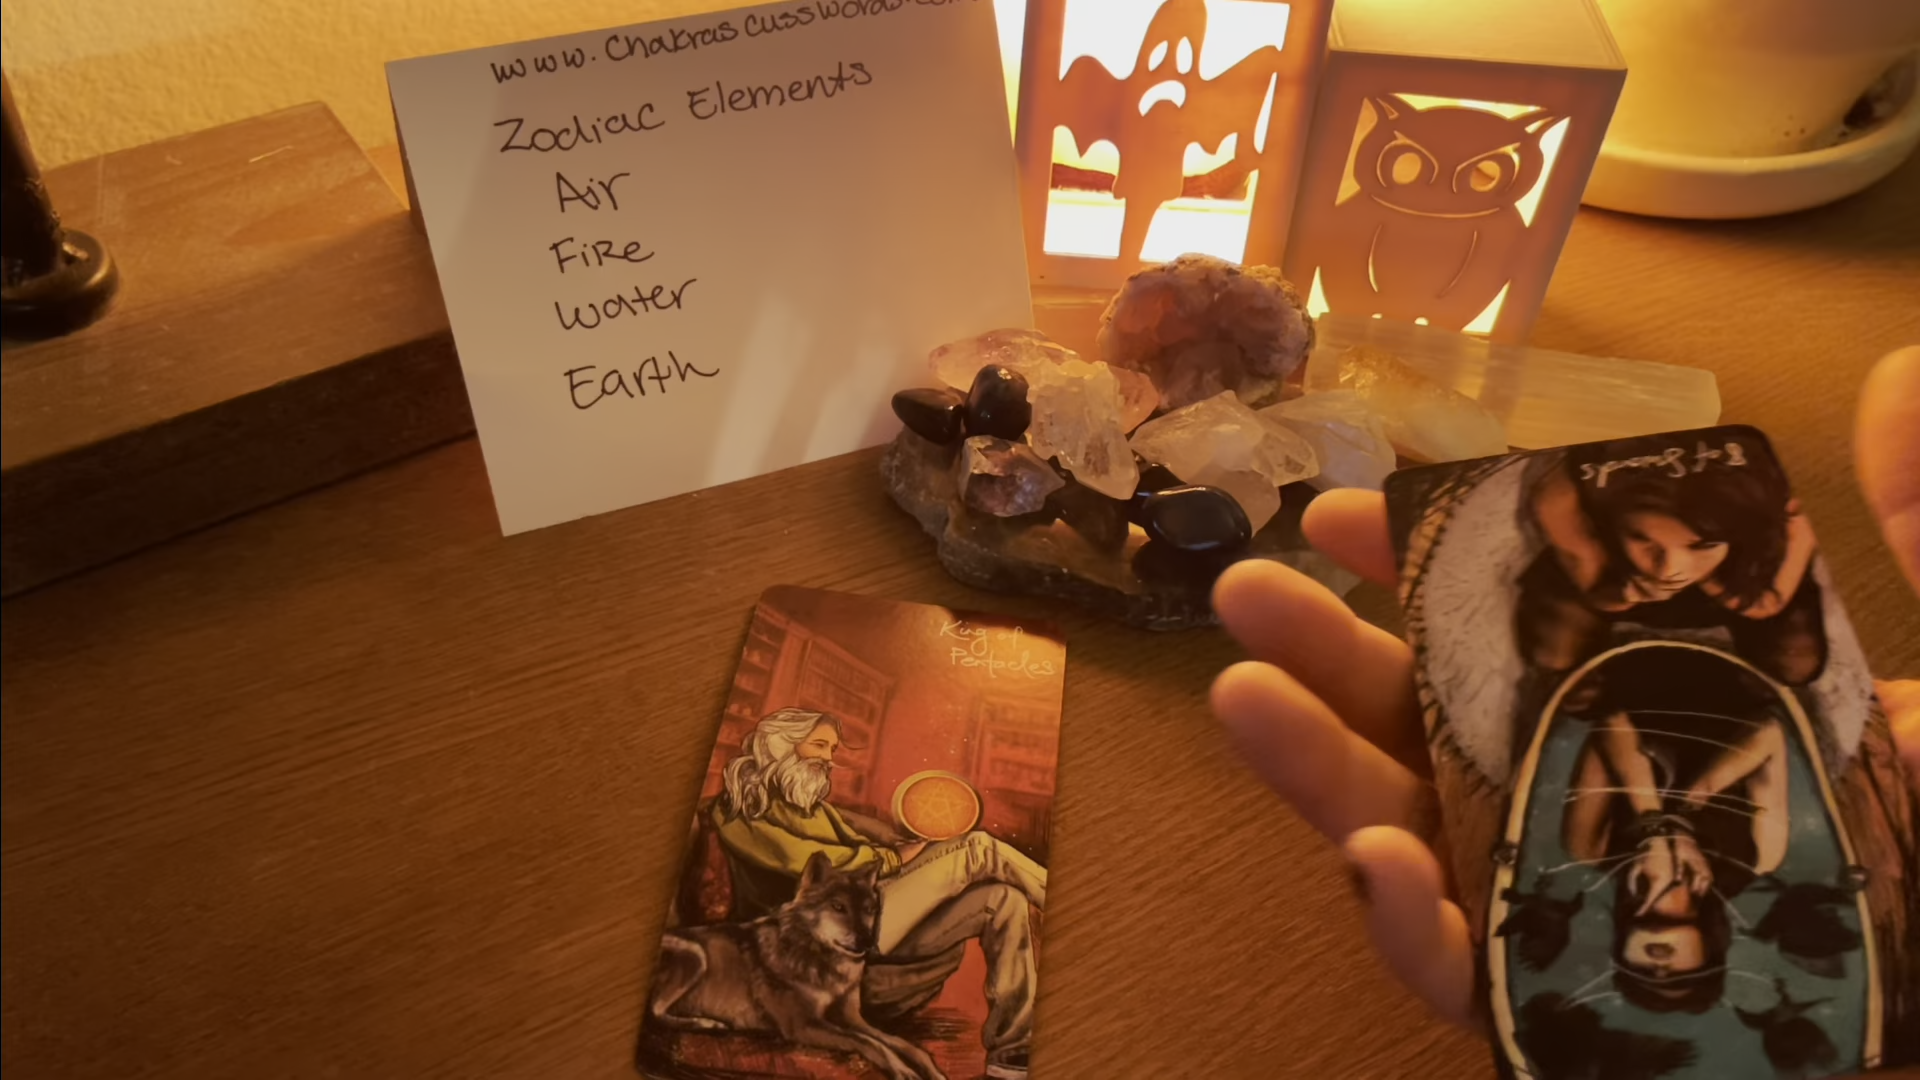 www.Chakrascusswords.com
Zodiac Elements
Air
Fire
Water
Earth
King of
Pentacles
8 of Swords